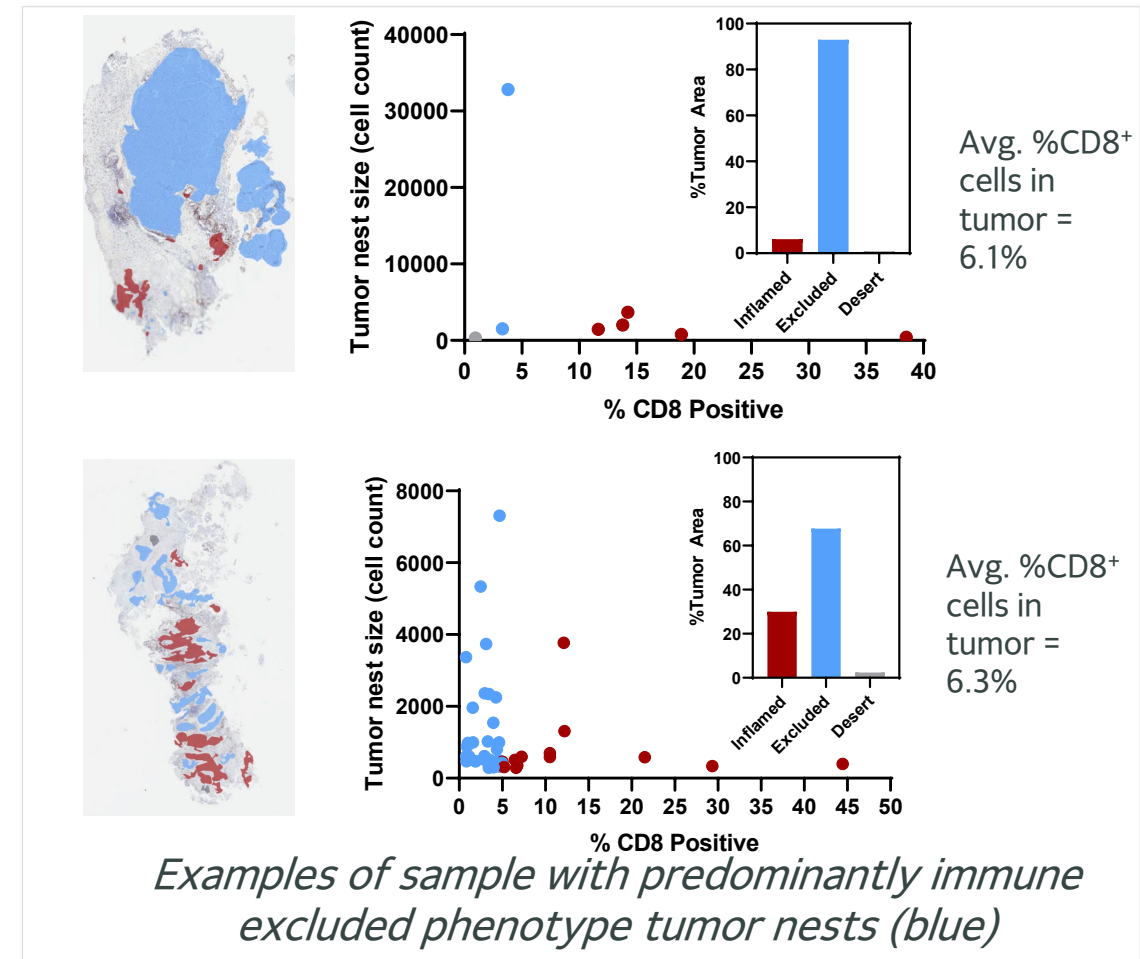 Tumor nest size (cell count)
40000
30000
20000
10000
0
0 5 10 15 20 25 30 35 40
% CD8 Positive
%Tumor Area
100
80
60
40
20
0
Inflamed
Excluded
Desert
Avg. %CD8⁺
cells in
tumor =
6.1%
Tumor nest size (cell count)
8000
6000
4000
2000
0
0 5 10 15 20 25 30 35 40 45 50
% CD8 Positive
%Tumor Area
100
80
60
40
20
0
Inflamed
Excluded
Desert
Avg. %CD8⁺
cells in
tumor =
6.3%
Examples of sample with predominantly immune
excluded phenotype tumor nests (blue)